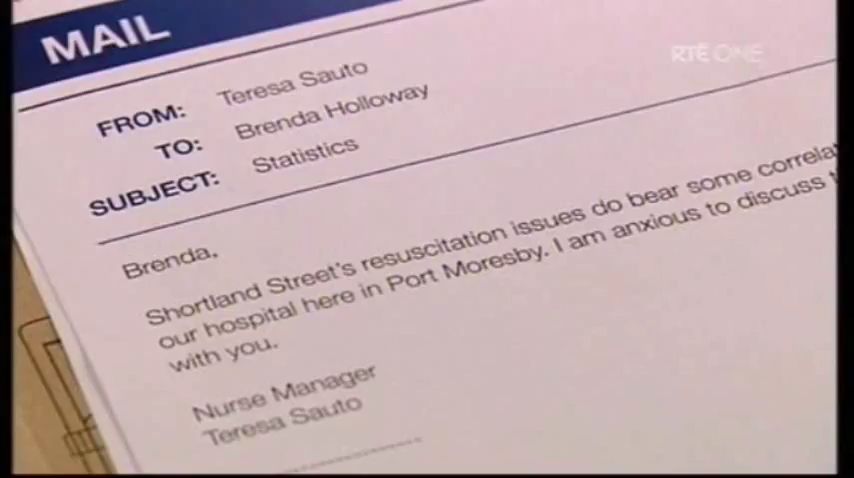 MAIL
RTÉ ONE
FROM: Teresa Sauto
TO: Brenda Holloway
SUBJECT: Statistics
Brenda,
Shortland Street's resuscitation issues do bear some
our hospital here in Port Moresby. I am anxious to discuss
with you.
Nurse Manager
Teresa Sauto